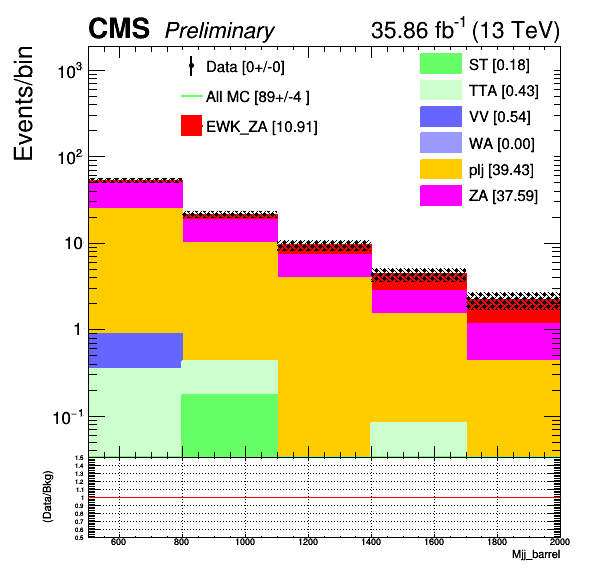 CMS Preliminary 35.86 fb⁻¹ (13 TeV)
Events/bin
10³
10²
10
1
10⁻¹
Data [0+/-0]
All MC [89+/-4 ]
EWK_ZA [10.91]
ST [0.18]
TTA [0.43]
VV [0.54]
WA [0.00]
plj [39.43]
ZA [37.59]
(Data/Bkg)
1.5
1.4
1.3
1.2
1.1
1
0.9
0.8
0.7
0.6
0.5
600 800 1000 1200 1400 1600 1800 2000
Mjj_barrel